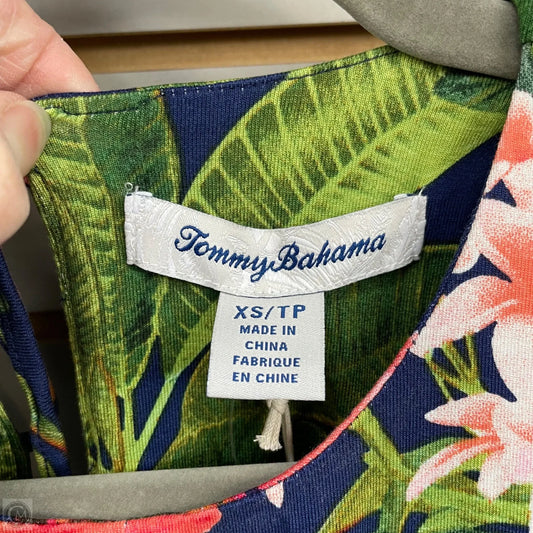 Tommy Bahama
XS/TP
MADE IN
CHINA
FABRIQUE
EN CHINE